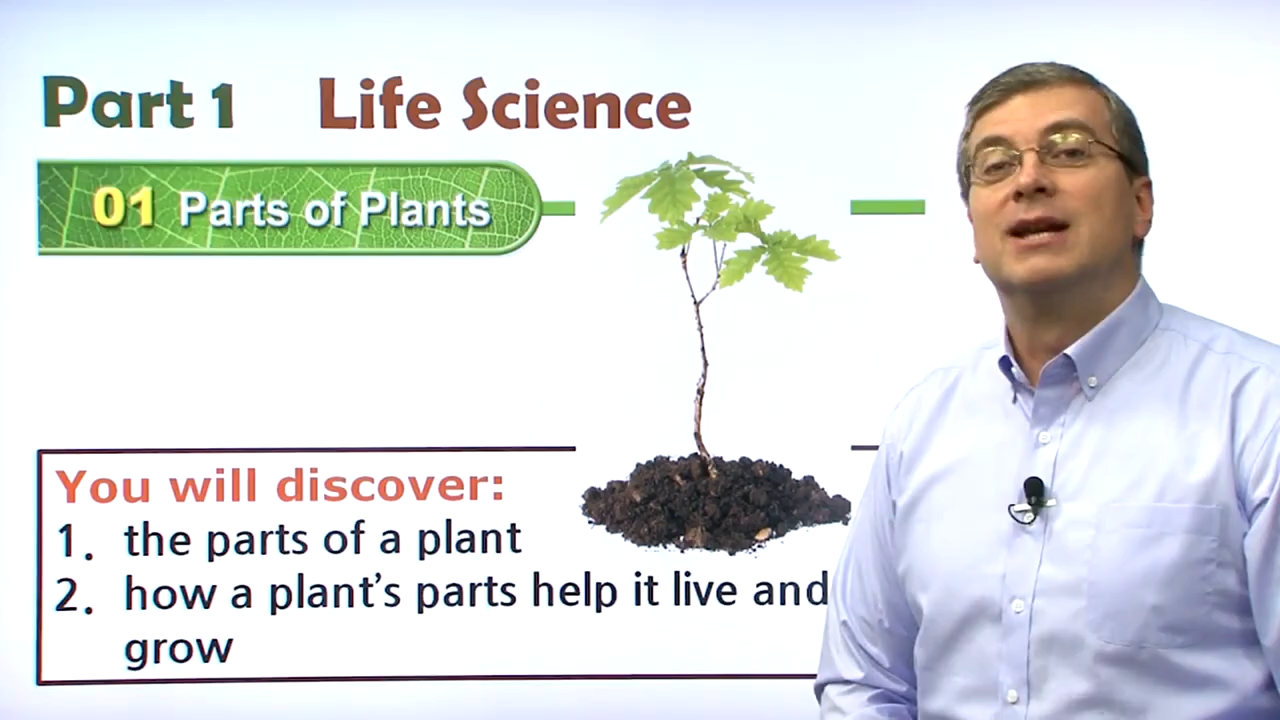 Part 1 Life Science
01 Parts of Plants
You will discover:
1. the parts of a plant
2. how a plant's parts help it live and
grow